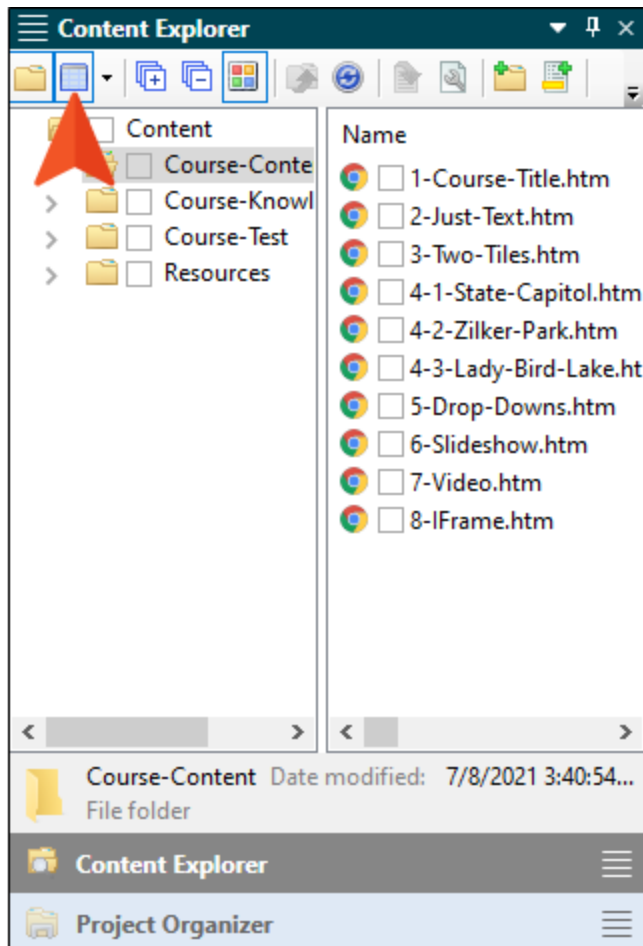 Content Explorer
Content
Course-Conte
Course-Knowl
Course-Test
Resources
Name
1-Course-Title.htm
2-Just-Text.htm
3-Two-Tiles.htm
4-1-State-Capitol.htm
4-2-Zilker-Park.htm
4-3-Lady-Bird-Lake.ht
5-Drop-Downs.htm
6-Slideshow.htm
7-Video.htm
8-IFrame.htm
Course-Content Date modified: 7/8/2021 3:40:54...
File folder
Content Explorer
Project Organizer